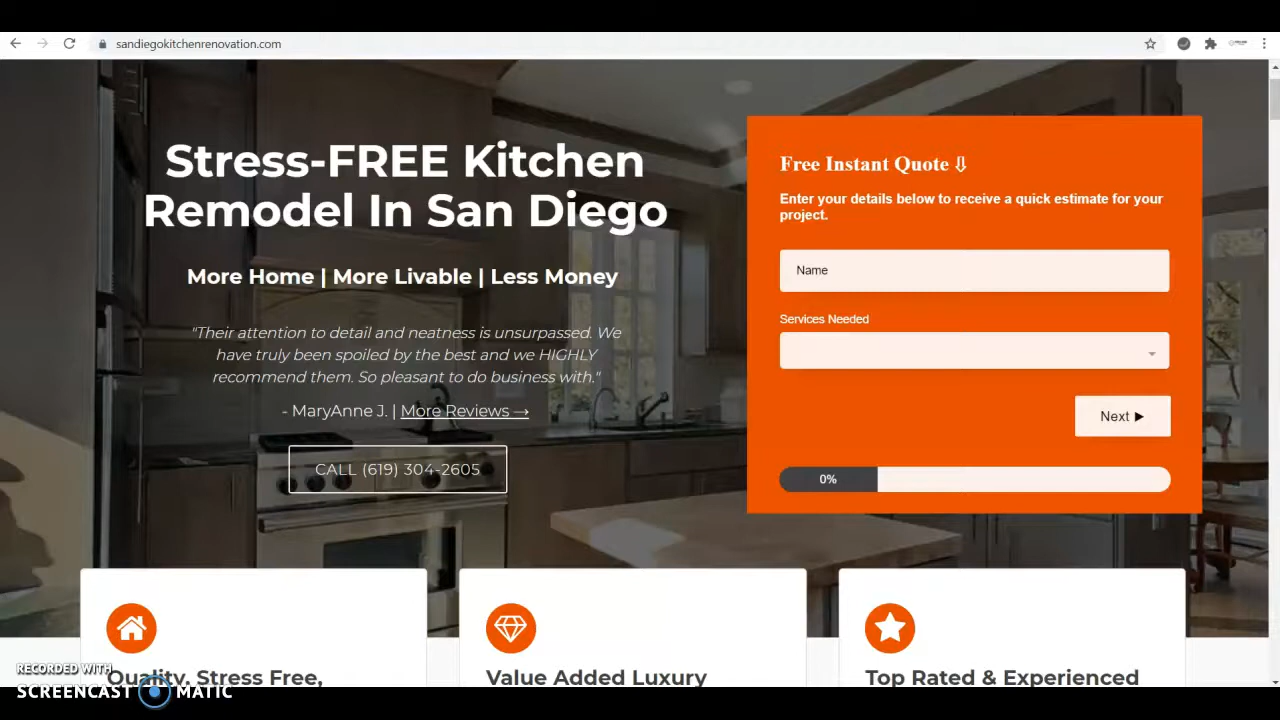 sandiegokitchenrenovation.com
Stress-FREE Kitchen
Remodel In San Diego
More Home | More Livable | Less Money
"Their attention to detail and neatness is unsurpassed. We
have truly been spoiled by the best and we HIGHLY
recommend them. So pleasant to do business with."
- MaryAnne J. | More Reviews →
CALL (619) 304-2605
Free Instant Quote ⇩
Enter your details below to receive a quick estimate for your
project.
Name
Services Needed
Next ►
0%
Quality, Stress Free,
Value Added Luxury
Top Rated & Experienced
RECORDED WITH
SCREENCAST MATIC